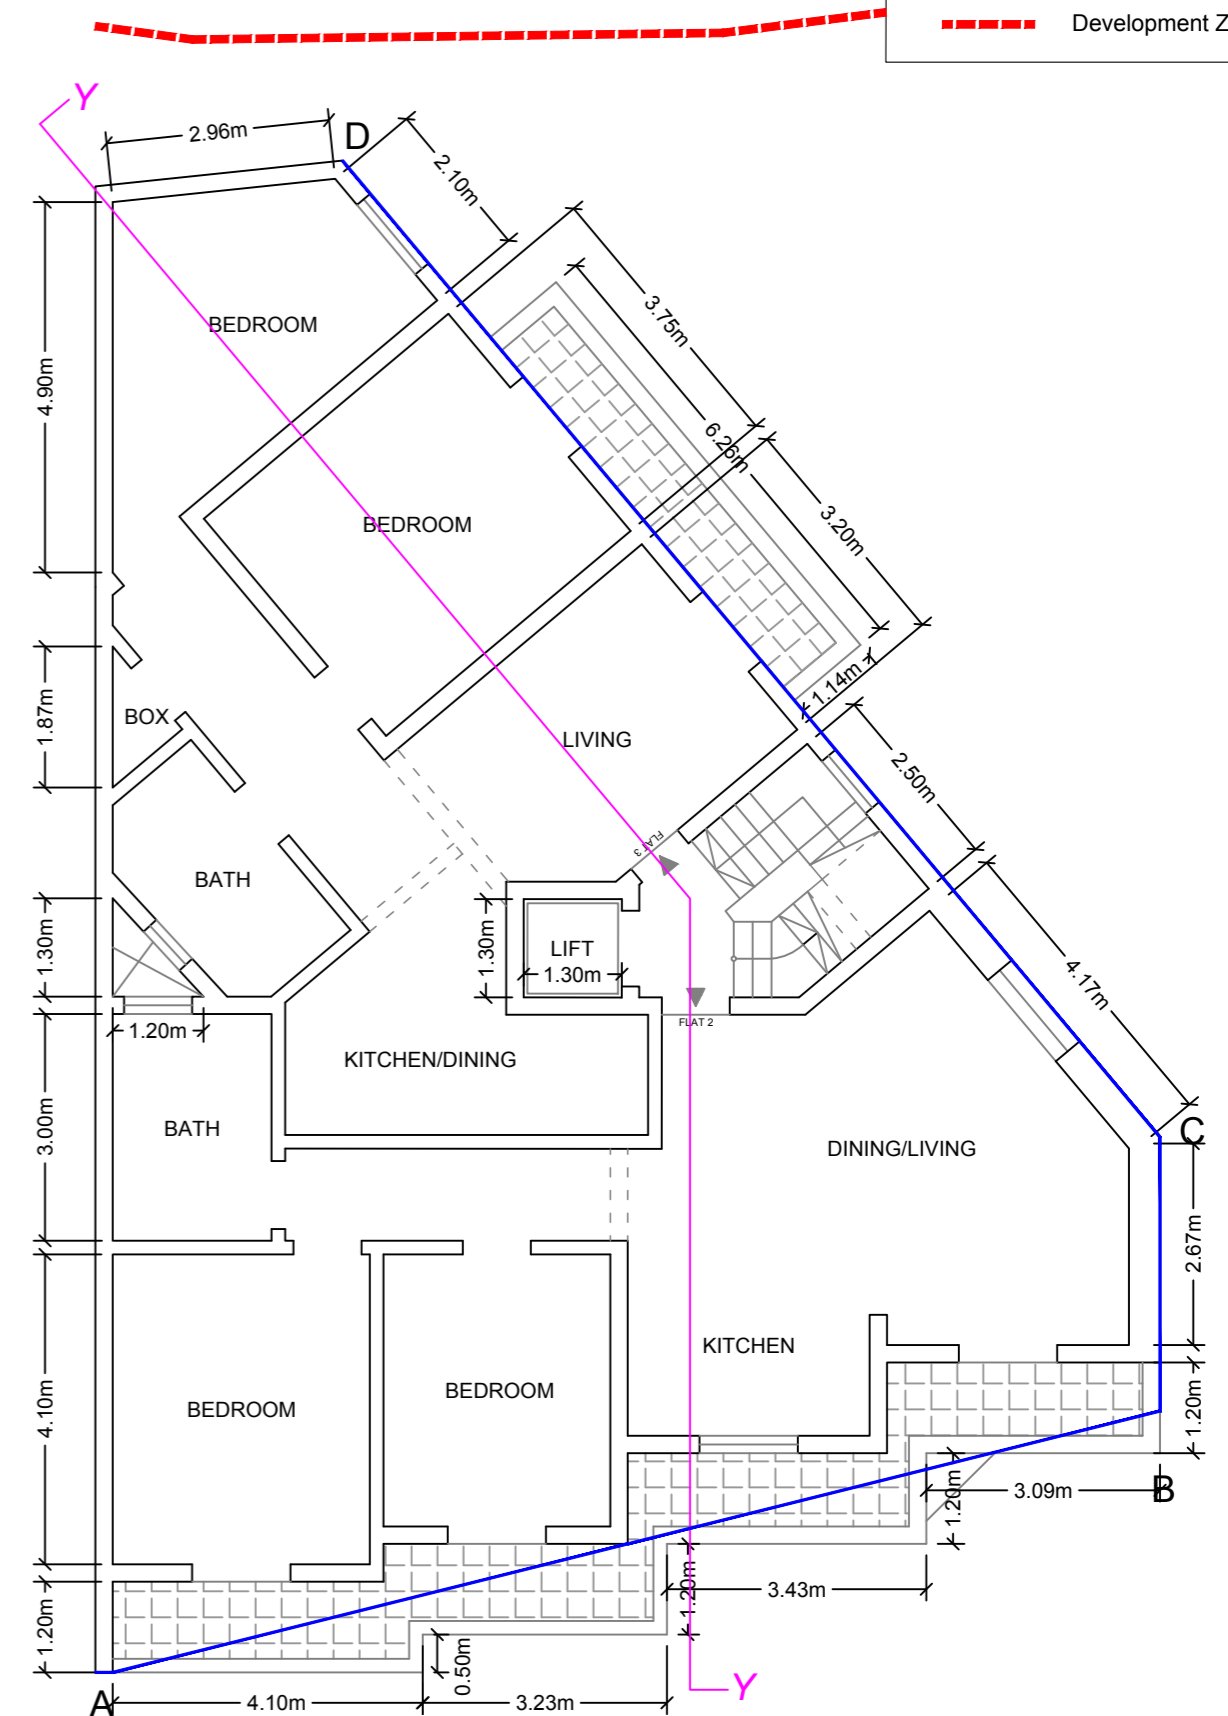 Development Z
Y
2.96m
D
2.10m
3.75m
BEDROOM
4.90m
6.26m
3.20m
BEDROOM
1.14m
1.87m
BOX
LIVING
2.50m
FLAT 3
BATH
1.30m
1.30m
LIFT
1.30m
4.17m
FLAT 2
1.20m
KITCHEN/DINING
3.00m
BATH
C
DINING/LIVING
2.67m
KITCHEN
4.10m
BEDROOM
BEDROOM
1.20m
B
3.09m
1.20m
3.43m
1.20m
1.20m
0.50m
Y
A
4.10m
3.23m